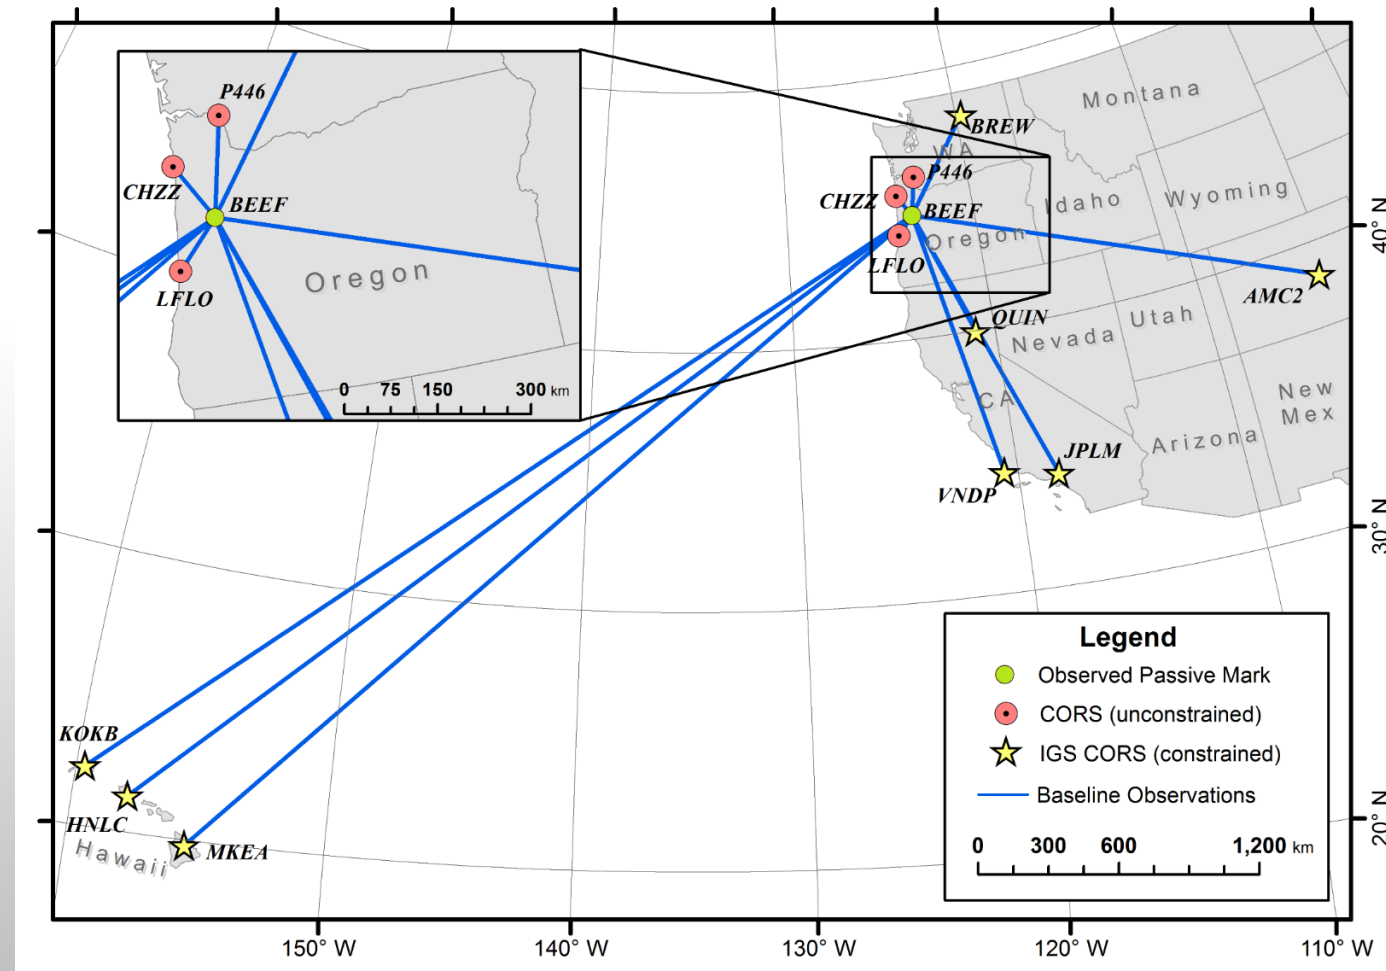 P446
CHZZ
BEEF
LFLO
Oregon
0 75 150 300 km
Montana
BREW
WA
P446
Idaho
Wyoming
CHZZ
BEEF
Oregon
LFLO
AMC2
QUIN
Nevada
Utah
CA
New
Mex
Arizona
JPLM
VNDP
40° N
30° N
20° N
KOKB
HNLC
MKEA
Hawaii
Legend
Observed Passive Mark
CORS (unconstrained)
IGS CORS (constrained)
Baseline Observations
0 300 600 1,200 km
150° W
140° W
130° W
120° W
110° W